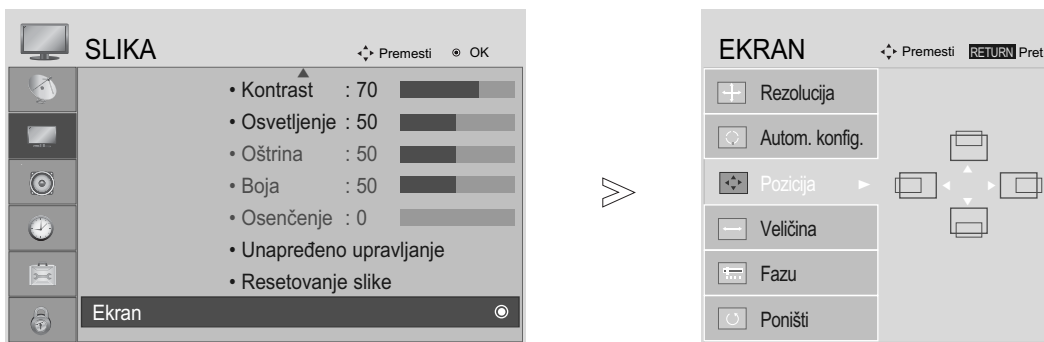 SLIKA Premesti OK
• Kontrast : 70
• Osvetljenje : 50
• Oštrina : 50
• Boja : 50
• Osenčenje : 0
• Unapređeno upravljanje
• Resetovanje slike
Ekran
EKRAN Premesti RETURN Pret
Rezolucija
Autom. konfig.
Pozicija
Veličina
Fazu
Poništi